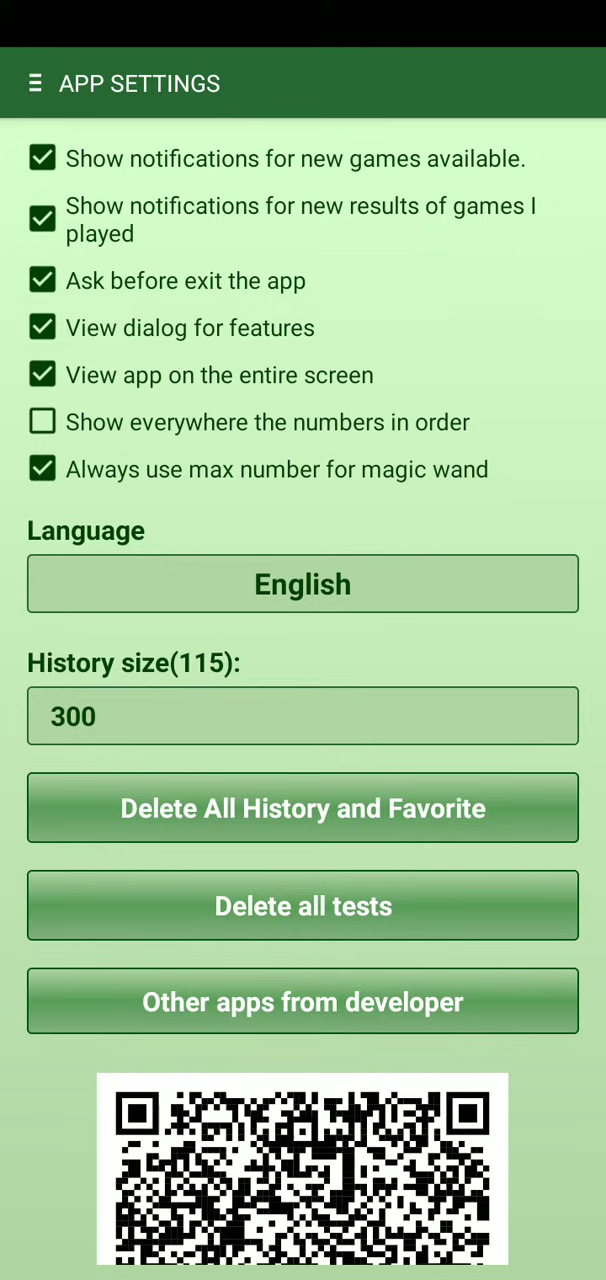 APP SETTINGS
Show notifications for new games available.
Show notifications for new results of games I
played
Ask before exit the app
View dialog for features
View app on the entire screen
Show everywhere the numbers in order
Always use max number for magic wand
Language
English
History size(115):
300
Delete All History and Favorite
Delete all tests
Other apps from developer